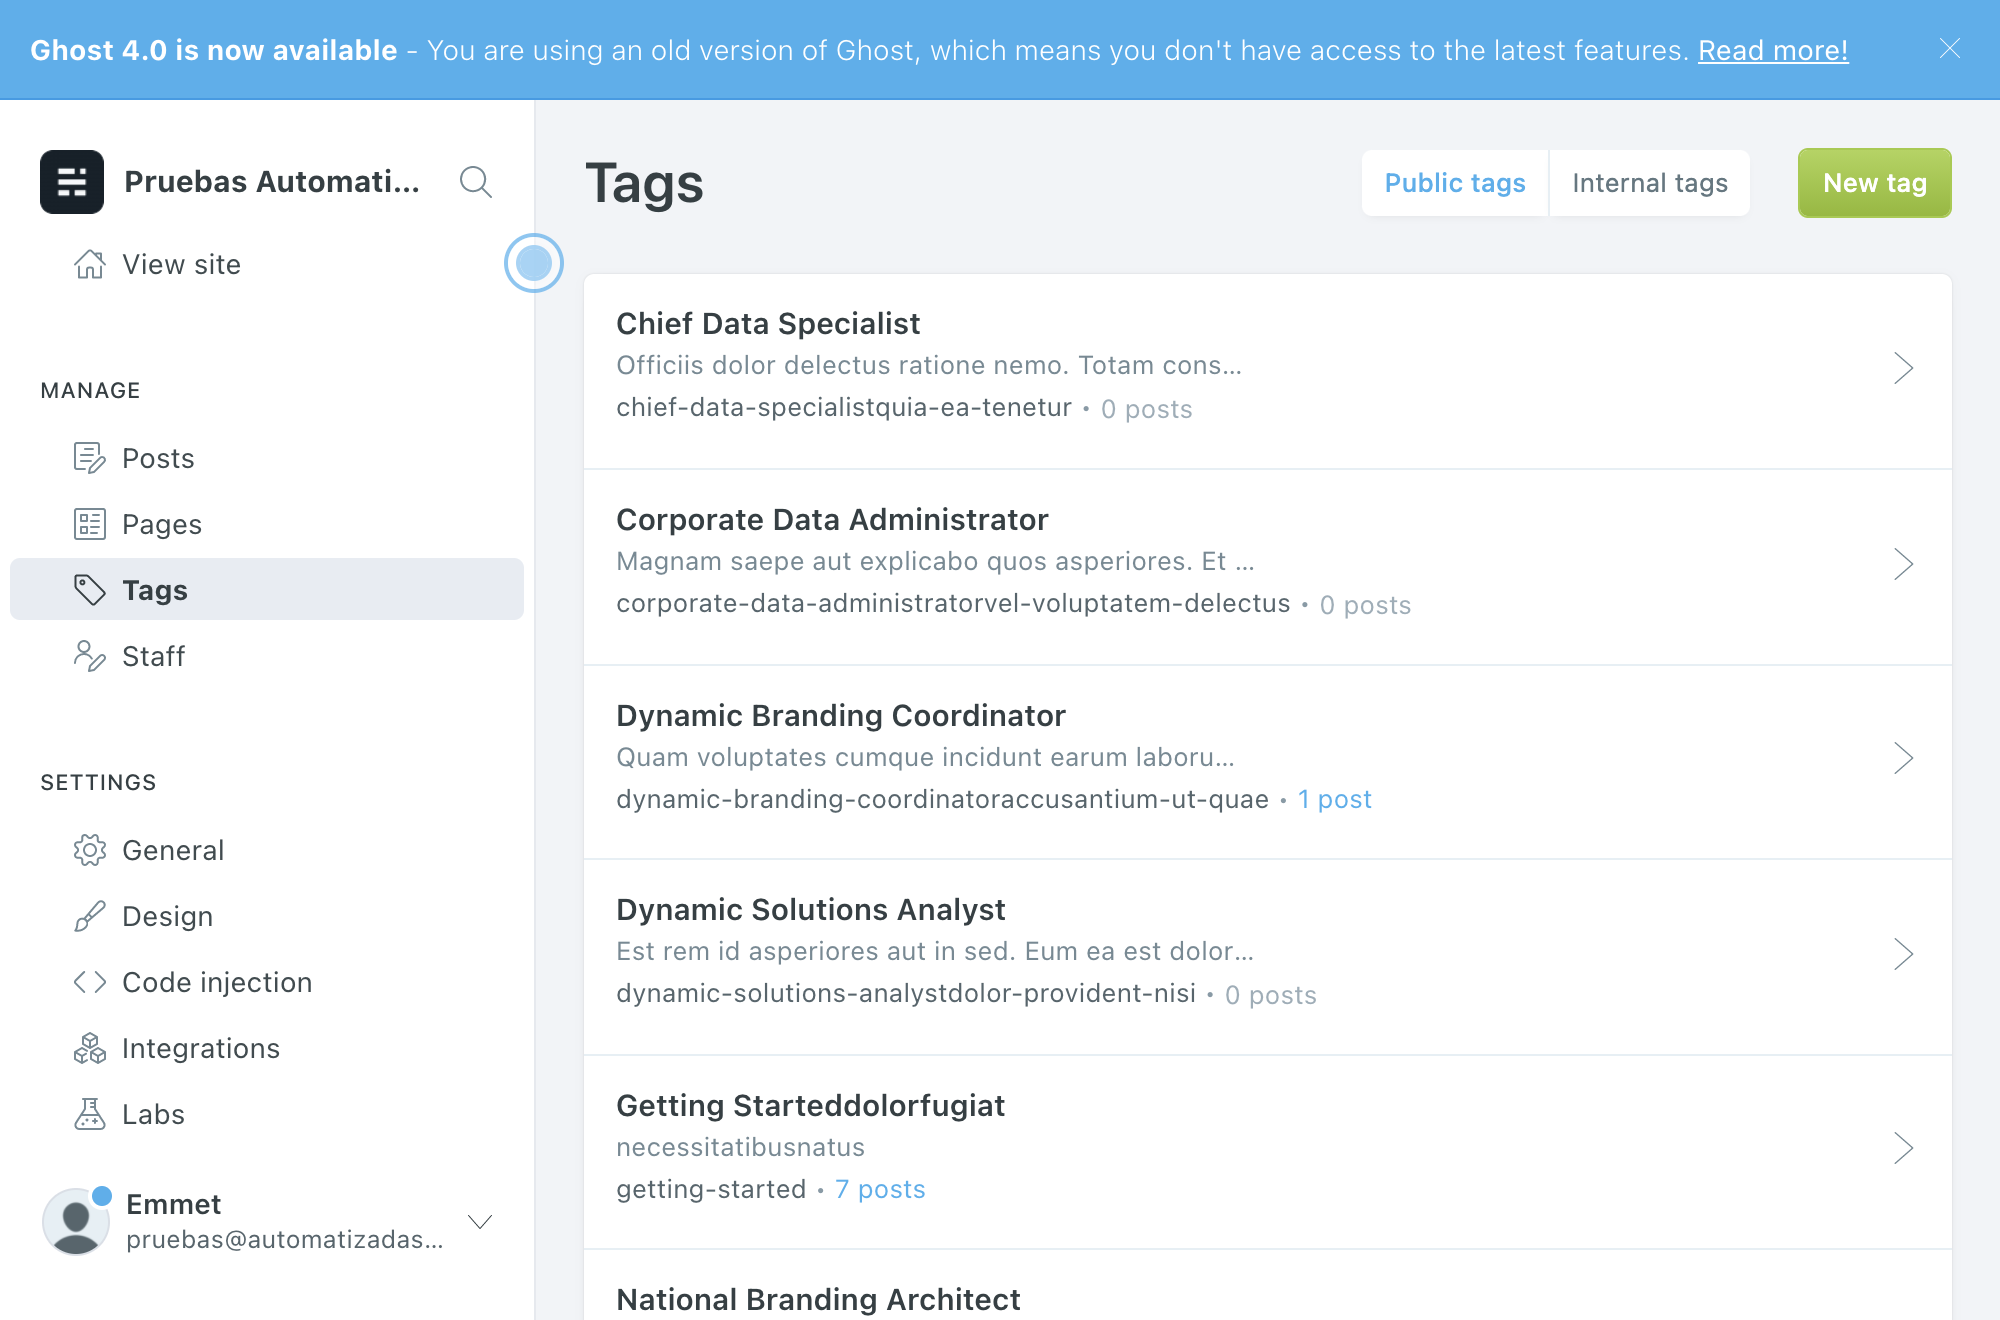 Ghost 4.0 is now available - You are using an old version of Ghost, which means you don't have access to the latest features. Read more!
Pruebas Automati...
View site
MANAGE
Posts
Pages
Tags
Staff
SETTINGS
General
Design
Code injection
Integrations
Labs
Emmet
pruebas@automatizadas...
Tags
Public tags
Internal tags
New tag
Chief Data Specialist
Officiis dolor delectus ratione nemo. Totam cons...
chief-data-specialistquia-ea-tenetur • 0 posts
Corporate Data Administrator
Magnam saepe aut explicabo quos asperiores. Et ...
corporate-data-administratorvel-voluptatem-delectus • 0 posts
Dynamic Branding Coordinator
Quam voluptates cumque incidunt earum laboru...
dynamic-branding-coordinatoraccusantium-ut-quae • 1 post
Dynamic Solutions Analyst
Est rem id asperiores aut in sed. Eum ea est dolor...
dynamic-solutions-analystdolor-provident-nisi • 0 posts
Getting Starteddolorfugiat
necessitatibusnatus
getting-started • 7 posts
National Branding Architect